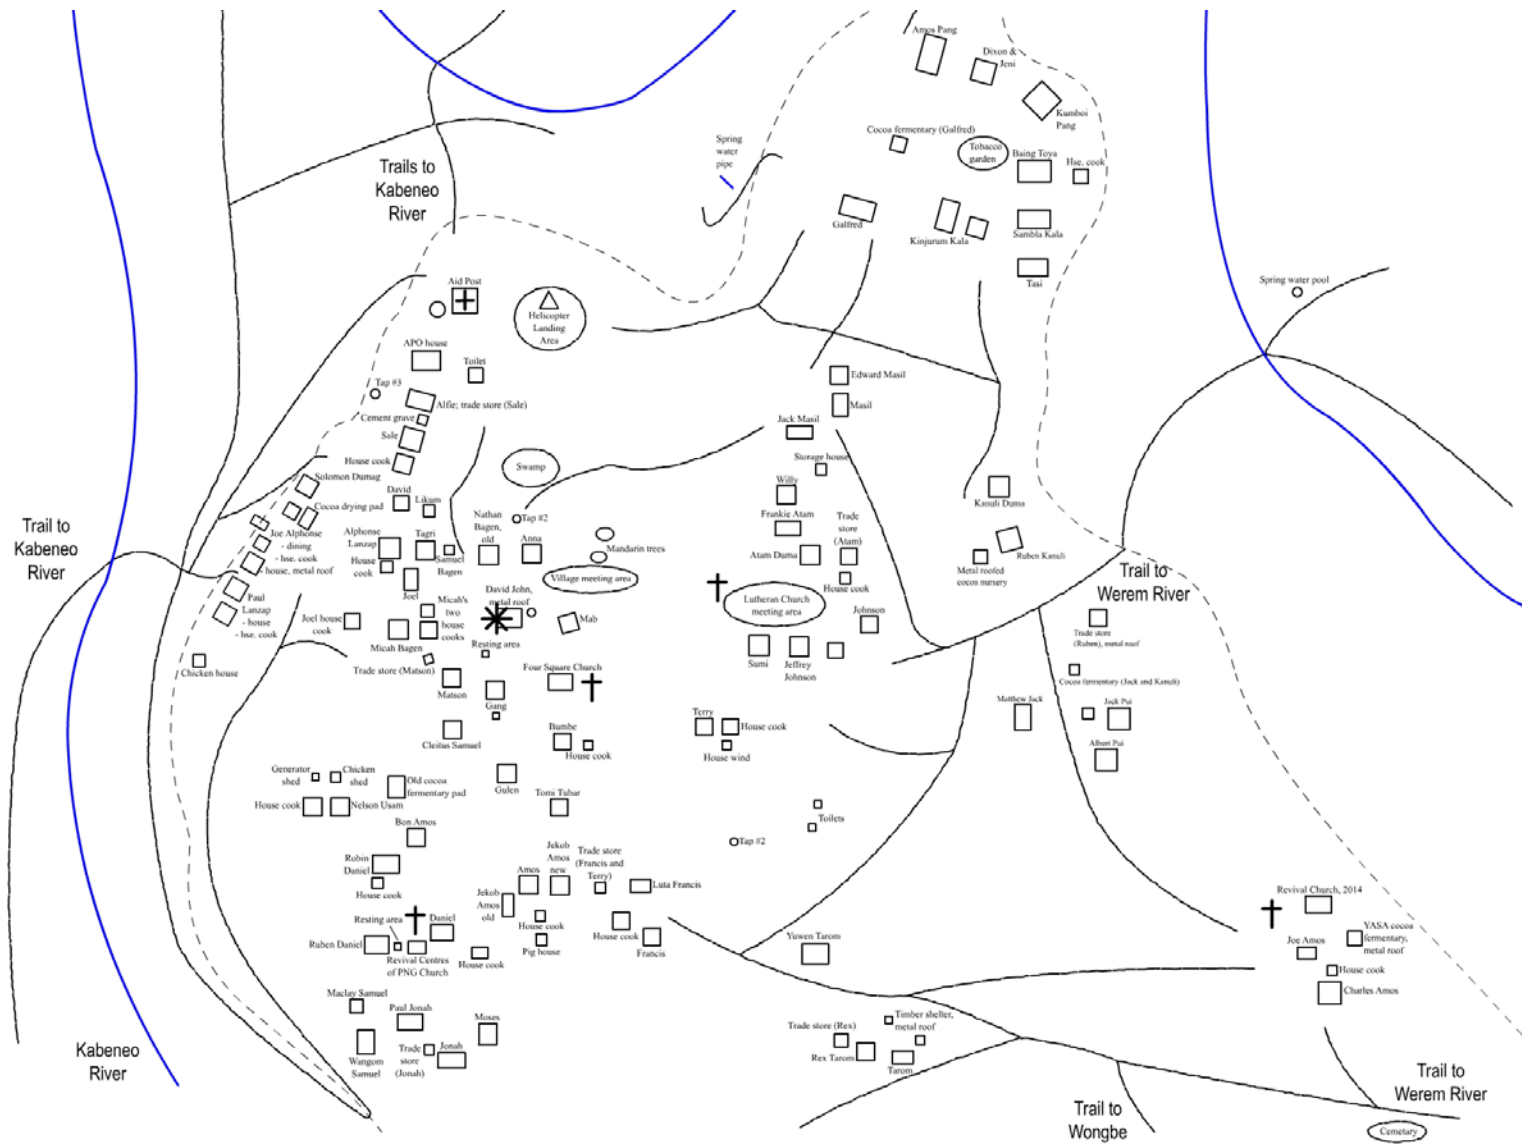 Amos Pang
Dixon &
Jeni
Kumboi
Pang
Cocoa fermentary (Galfred)
Tobacco
garden
Baing Toya
Hse. cook
Spring
water
pipe
Trails to
Kabeneo
River
Galfred
Kinjurum Kala
Sambla Kala
Tasi
Spring water pool
Aid Post
Helicopter
Landing
Area
APO house
Toilet
Tap #3
Alfie; trade store (Sale)
Cement grave
Sale
House cook
Edward Masil
Masil
Jack Masil
Storage house
Swamp
Solomon Dumag
Cocoa drying pad
David
Likum
Willy
Kanuli Duma
Nathan
Bagen,
old
Tap #2
Frankie Atam
Trade
store
(Atam)
Trail to
Kabeneo
River
Joe Alphonse
- dining
- hse. cook
- house, metal roof
Alphonse
Lanzap
House
cook
Tagri
Samuel
Bagen
Anna
Mandarin trees
Atam Duma
House cook
Ruben Kanuli
Metal roofed
cocoa nursery
Village meeting area
Joel
Paul
Lanzap
- house
- hse. cook
David John,
metal roof
Lutheran Church
meeting area
Trail to
Werem River
Joel house
cook
Micah's
two
house
cooks
Mab
Johnson
Trade store
(Ruben), metal roof
Micah Bagen
Resting area
Chicken house
Trade store (Matson)
Matson
Four Square Church
Sumi
Jeffrey
Johnson
Cocoa fermentary (Jack and Kanuli)
Gang
Matthew Jack
Jack Pui
Cleitus Samuel
Bumhe
House cook
Terry
House cook
House wind
Albert Pui
Generator
shed
Chicken
shed
Old cocoa
fermentary pad
Gulen
House cook
Nelson Usam
Tomi Tubar
Toilets
Ben Amos
Tap #2
Robin
Daniel
House cook
Amos
Jekob
Amos
new
Trade store
(Francis and
Terry)
Luta Francis
Jekob
Amos
old
House cook
Pig house
House cook
Francis
Revival Church, 2014
Resting area
Daniel
Ruben Daniel
Revival Centres
of PNG Church
House cook
Yuwen Tarom
Joe Amos
YASA cocoa
fermentary,
metal roof
House cook
Charles Amos
Maclay Samuel
Paul Jonah
Moses
Wangom
Samuel
Trade
store
(Jonah)
Jonah
Trade store (Rex)
Timber shelter,
metal roof
Rex Tarom
Tarom
Kabeneo
River
Trail to
Wongbe
Trail to
Werem River
Cemetary